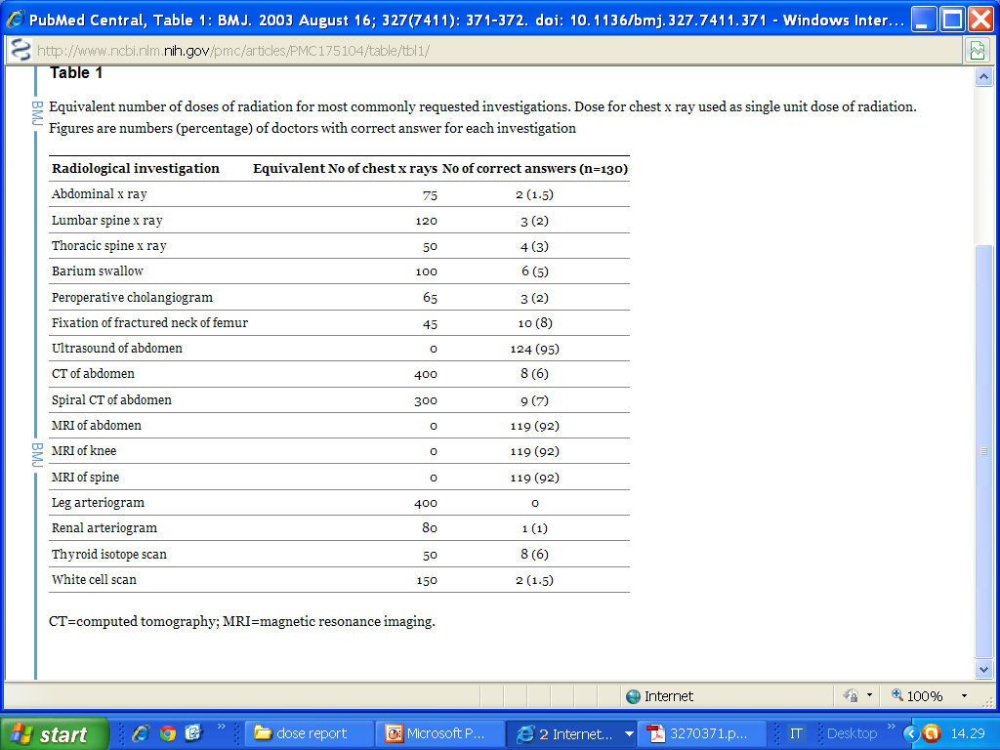 PubMed Central, Table 1: BMJ. 2003 August 16; 327(7411): 371-372. doi: 10.1136/bmj.327.7411.371 - Windows Inter...
http://www.ncbi.nlm.nih.gov/pmc/articles/PMC175104/table/tbl1/
Table 1
BMJ
Equivalent number of doses of radiation for most commonly requested investigations. Dose for chest x ray used as single unit dose of radiation.
Figures are numbers (percentage) of doctors with correct answer for each investigation
Radiological investigation Equivalent No of chest x rays No of correct answers (n=130)
Abdominal x ray 75 2 (1.5)
Lumbar spine x ray 120 3 (2)
Thoracic spine x ray 50 4 (3)
Barium swallow 100 6 (5)
Peroperative cholangiogram 65 3 (2)
Fixation of fractured neck of femur 45 10 (8)
Ultrasound of abdomen 0 124 (95)
CT of abdomen 400 8 (6)
Spiral CT of abdomen 300 9 (7)
MRI of abdomen 0 119 (92)
BMJ
MRI of knee 0 119 (92)
MRI of spine 0 119 (92)
Leg arteriogram 400 0
Renal arteriogram 80 1 (1)
Thyroid isotope scan 50 8 (6)
White cell scan 150 2 (1.5)
CT=computed tomography; MRI=magnetic resonance imaging.
Internet 100%
start dose report Microsoft P... 2 Internet... 3270371.p... IT Desktop 14.29